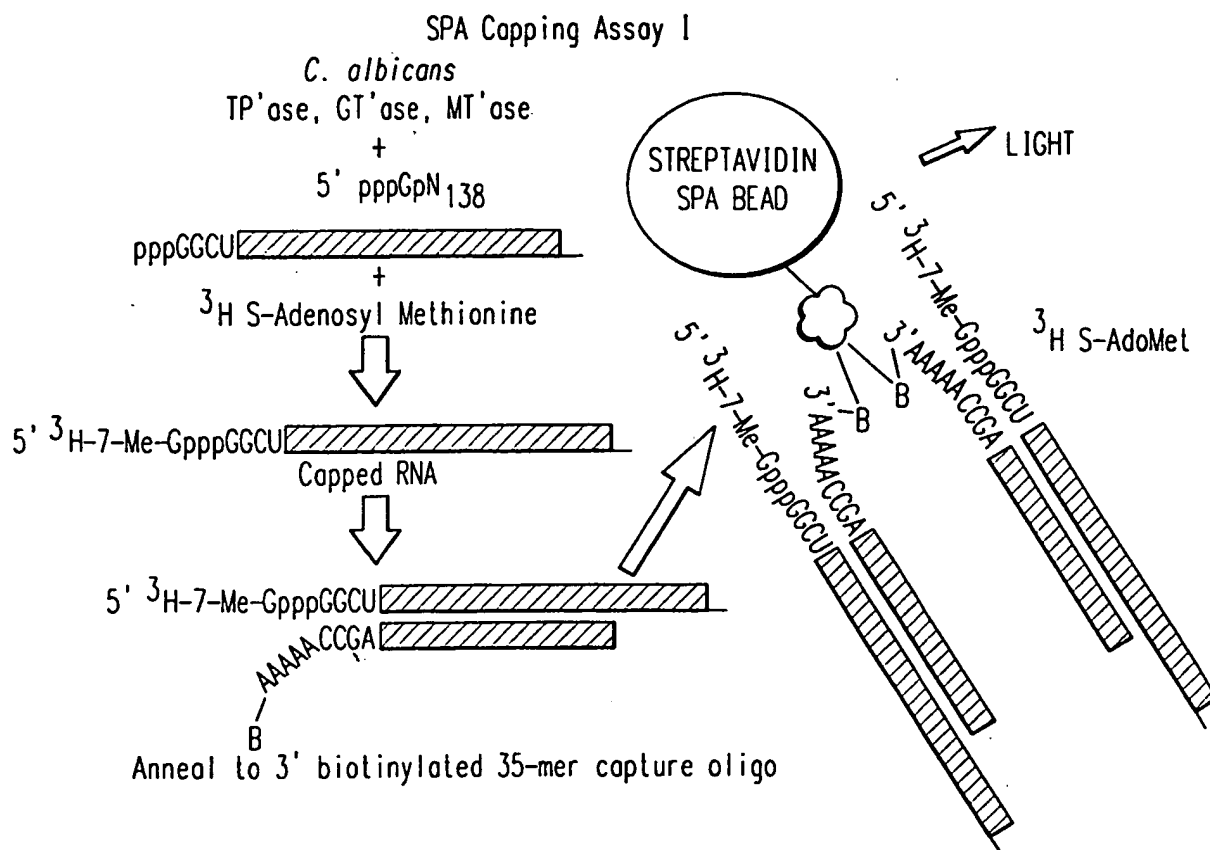 SPA Capping Assay I
C. albicans
TP'ase, GT'ase, MT'ase
+
5' pppGpN138
pppGGCU
+
3H S-Adenosyl Methionine
5' 3H-7-Me-GpppGGCU
Capped RNA
5' 3H-7-Me-GpppGGCU
AAAAACCGA
B
Anneal to 3' biotinylated 35-mer capture oligo
STREPTAVIDIN
SPA BEAD
LIGHT
5' 3H-7-Me-GpppGGCU
3' AAAAACCGA
B
5' 3H-7-Me-GpppGGCU
3' AAAAACCGA
B
3H S-AdoMet